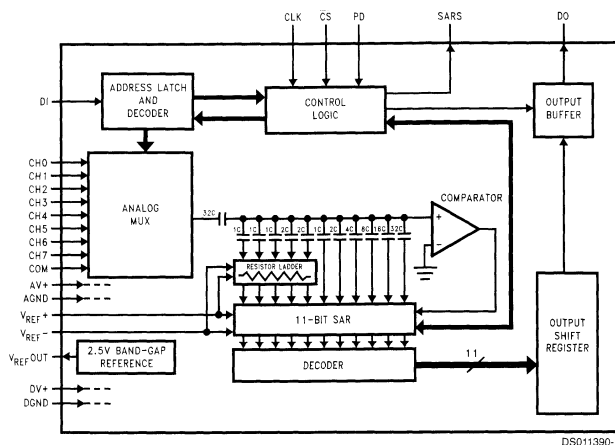 CLK CS PD SARS DO
DI
ADDRESS LATCH
AND
DECODER
CONTROL
LOGIC
OUTPUT
BUFFER
CH0
CH1
CH2
CH3
CH4
CH5
CH6
CH7
COM
AV+
AGND
VREF+
VREF-
VREFOUT
DV+
DGND
ANALOG
MUX
32C
1C 1C 1C 2C 2C 1C 2C 4C 8C 16C 32C
COMPARATOR
+
-
RESISTOR LADDER
11-BIT SAR
2.5V BAND-GAP
REFERENCE
DECODER
11
OUTPUT
SHIFT
REGISTER
DS011390-